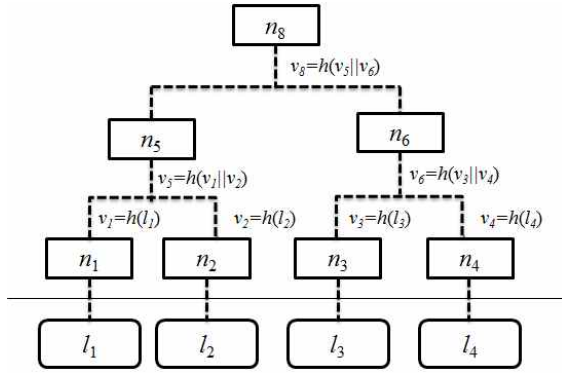 n₈
v₈=h(v₅||v₆)
n₅ n₆
v₅=h(v₁||v₂) v₆=h(v₃||v₄)
v₁=h(l₁) v₂=h(l₂) v₃=h(l₃) v₄=h(l₄)
n₁ n₂ n₃ n₄
l₁ l₂ l₃ l₄